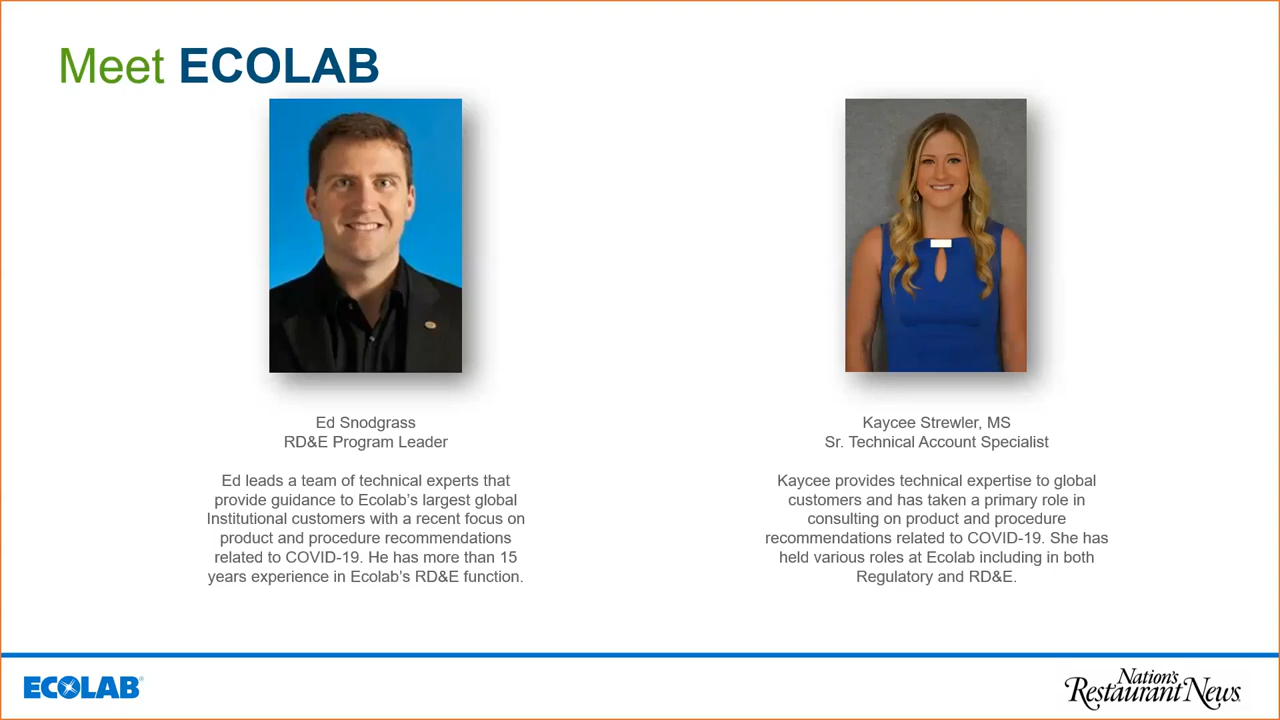 Meet ECOLAB
Ed Snodgrass
RD&E Program Leader
Ed leads a team of technical experts that
provide guidance to Ecolab’s largest global
Institutional customers with a recent focus on
product and procedure recommendations
related to COVID-19. He has more than 15
years experience in Ecolab’s RD&E function.
Kaycee Strewler, MS
Sr. Technical Account Specialist
Kaycee provides technical expertise to global
customers and has taken a primary role in
consulting on product and procedure
recommendations related to COVID-19. She has
held various roles at Ecolab including in both
Regulatory and RD&E.
ECOLAB®
Nation's
Restaurant News